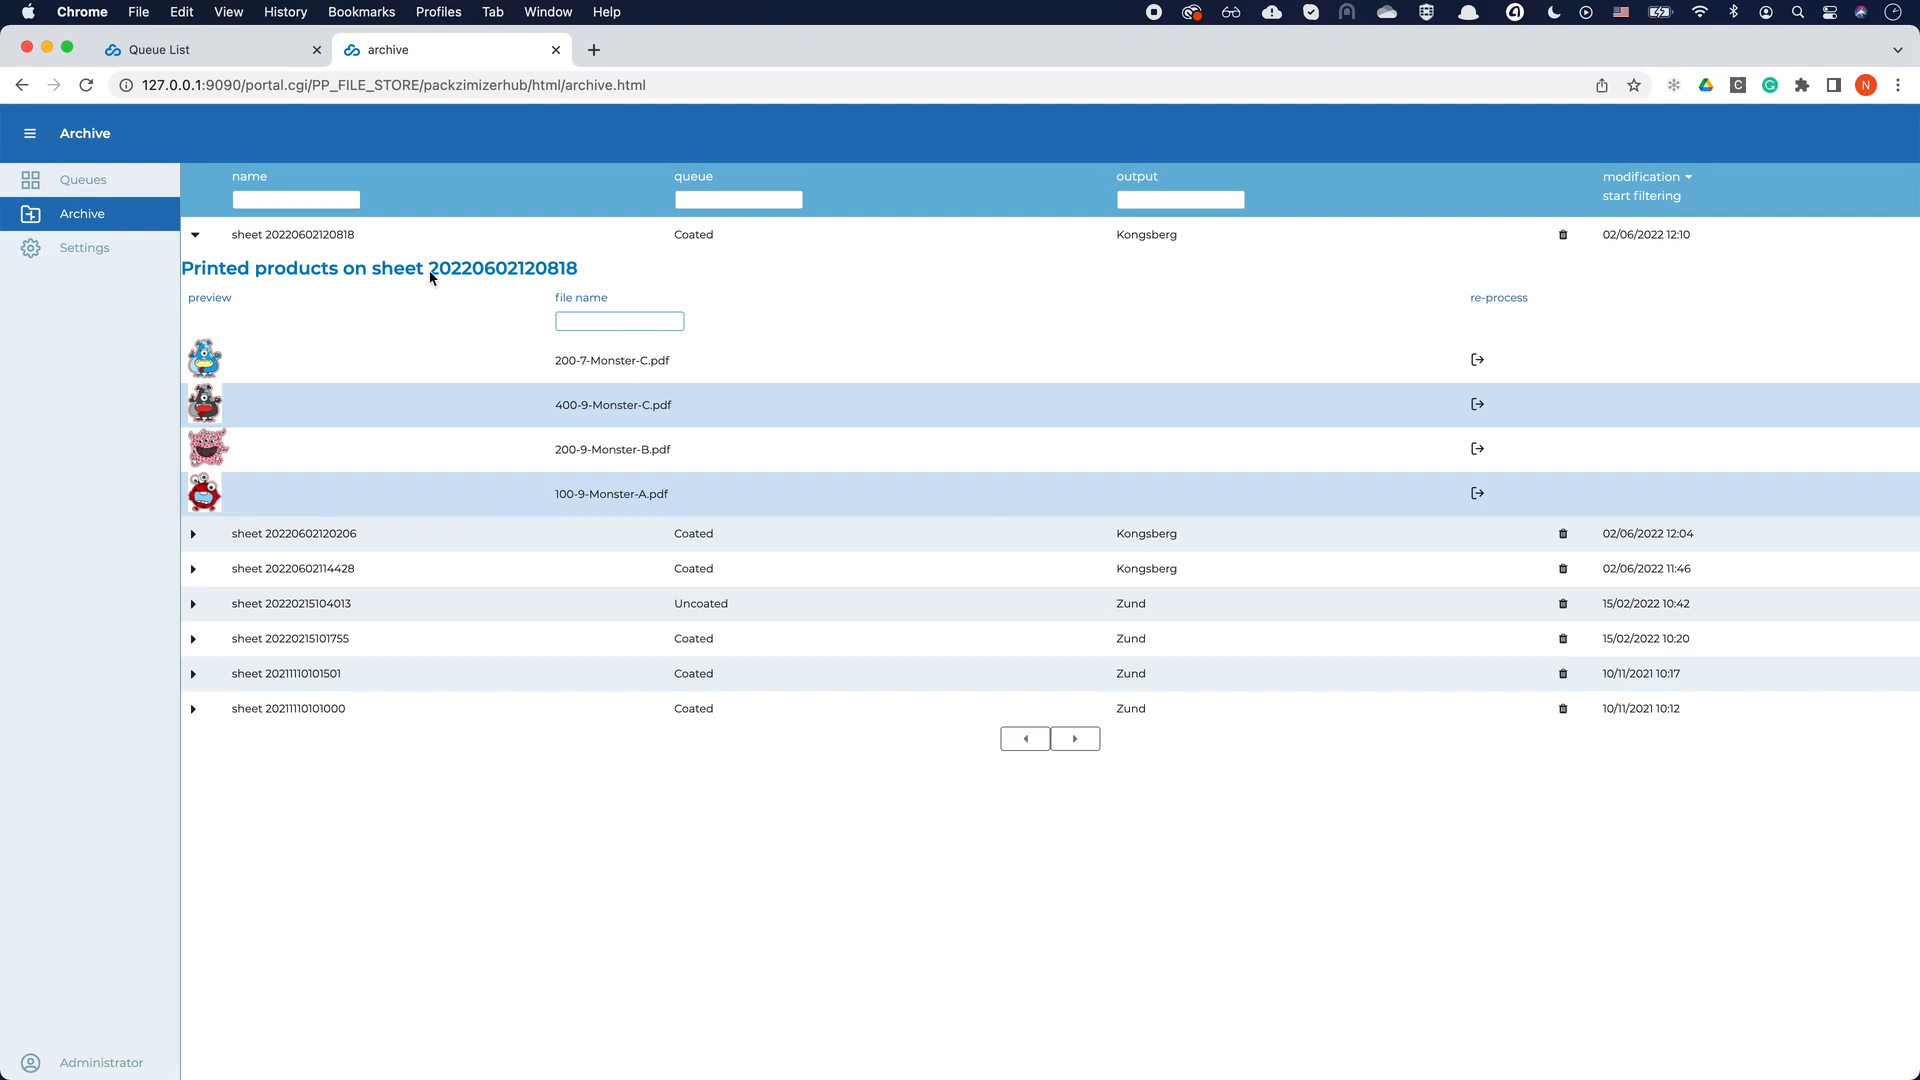 Chrome File Edit View History Bookmarks Profiles Tab Window Help
Queue List
archive
127.0.0.1:9090/portal.cgi/PP_FILE_STORE/packzimizerhub/html/archive.html
C
N
Archive
Queues
Archive
Settings
name queue output modification
start filtering
sheet 20220602120818 Coated Kongsberg 02/06/2022 12:10
Printed products on sheet 20220602120818
preview file name re-process
200-7-Monster-C.pdf
400-9-Monster-C.pdf
200-9-Monster-B.pdf
100-9-Monster-A.pdf
sheet 20220602120206 Coated Kongsberg 02/06/2022 12:04
sheet 20220602114428 Coated Kongsberg 02/06/2022 11:46
sheet 20220215104013 Uncoated Zund 15/02/2022 10:42
sheet 20220215101755 Coated Zund 15/02/2022 10:20
sheet 20211110101501 Coated Zund 10/11/2021 10:17
sheet 20211110101000 Coated Zund 10/11/2021 10:12
Administrator